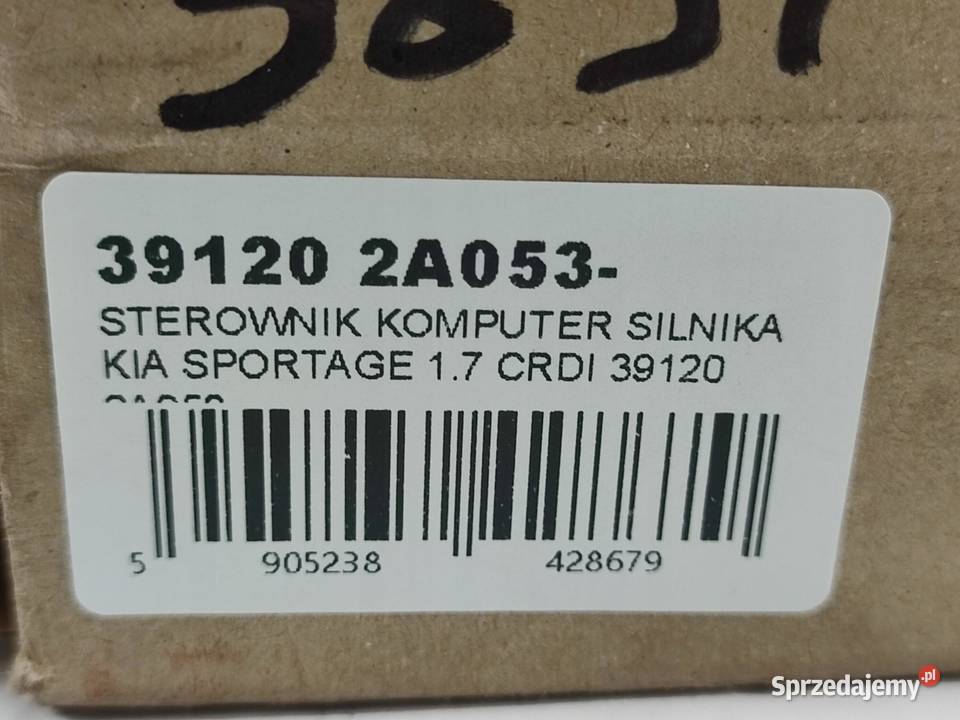 39120 2A053-
STEROWNIK KOMPUTER SILNIKA
KIA SPORTAGE 1.7 CRDI 39120
5 905238 428679
Sprzedajemy.pl